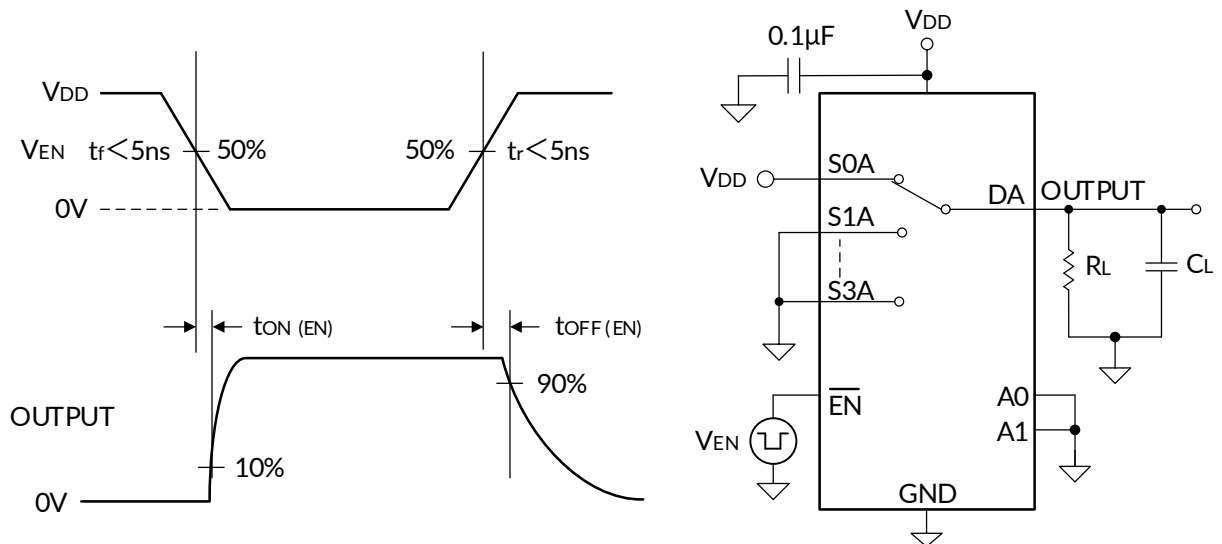 VDD
VEN tf<5ns 50% 50% tr<5ns
0V
tON (EN) tOFF (EN)
90%
OUTPUT
10%
0V
VDD
0.1μF
VDD S0A
DA OUTPUT
S1A
RL CL
S3A
EN A0
A1
VEN
GND